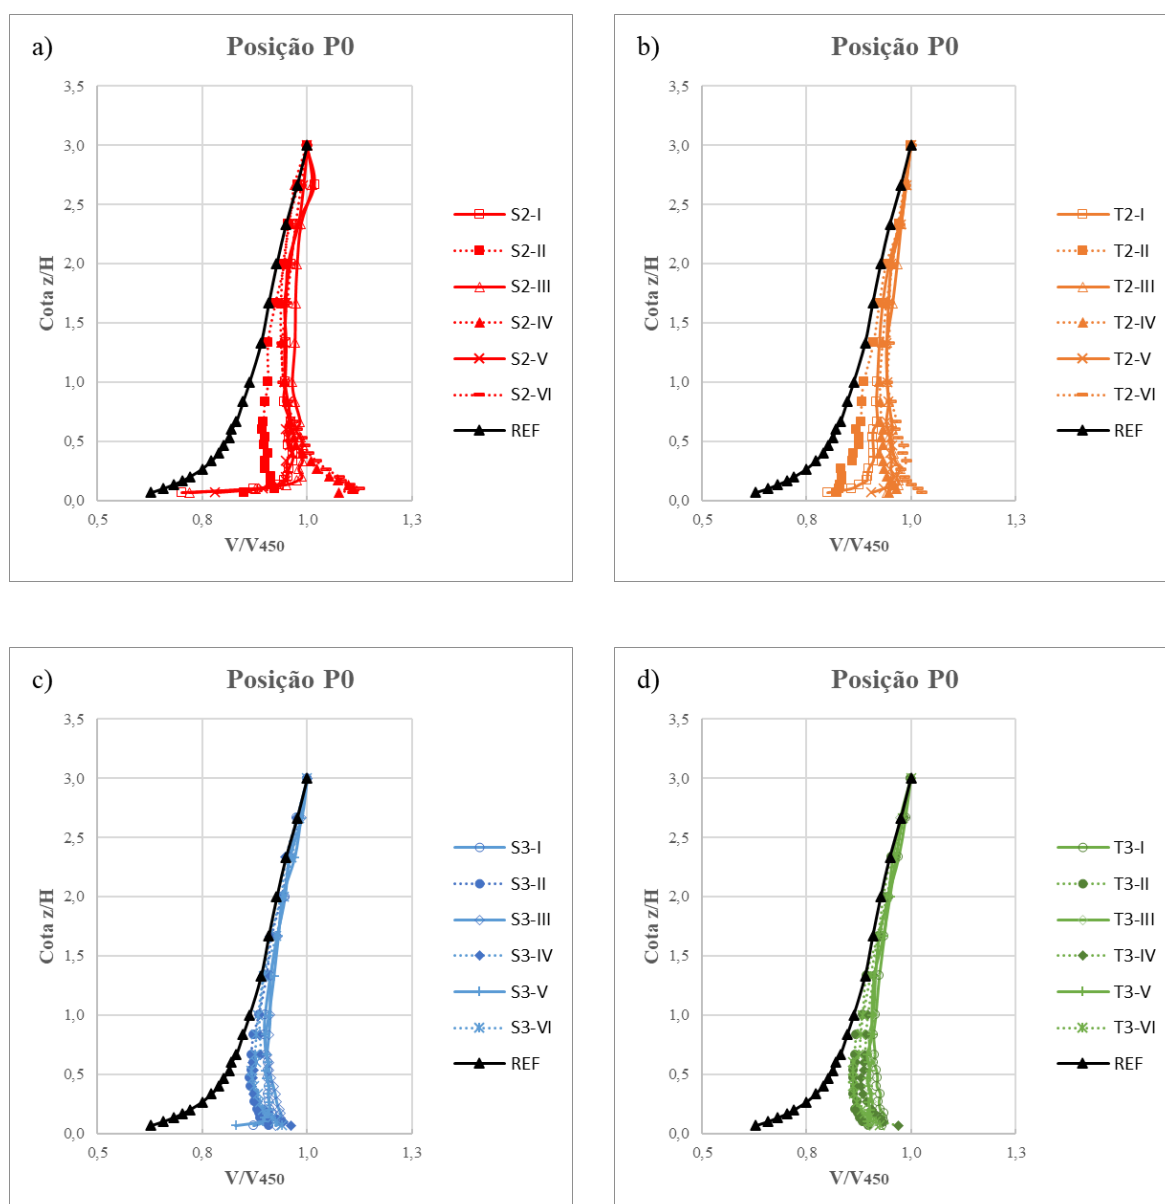 a)
Posição P0
3,5
3,0
2,5
2,0
1,5
1,0
0,5
0,0
Cota z/H
0,5
0,8
1,0
1,3
V/V450
S2-I
S2-II
S2-III
S2-IV
S2-V
S2-VI
REF
b)
Posição P0
3,5
3,0
2,5
2,0
1,5
1,0
0,5
0,0
Cota z/H
0,5
0,8
1,0
1,3
V/V450
T2-I
T2-II
T2-III
T2-IV
T2-V
T2-VI
REF
c)
Posição P0
3,5
3,0
2,5
2,0
1,5
1,0
0,5
0,0
Cota z/H
0,5
0,8
1,0
1,3
V/V450
S3-I
S3-II
S3-III
S3-IV
S3-V
S3-VI
REF
d)
Posição P0
3,5
3,0
2,5
2,0
1,5
1,0
0,5
0,0
Cota z/H
0,5
0,8
1,0
1,3
V/V450
T3-I
T3-II
T3-III
T3-IV
T3-V
T3-VI
REF